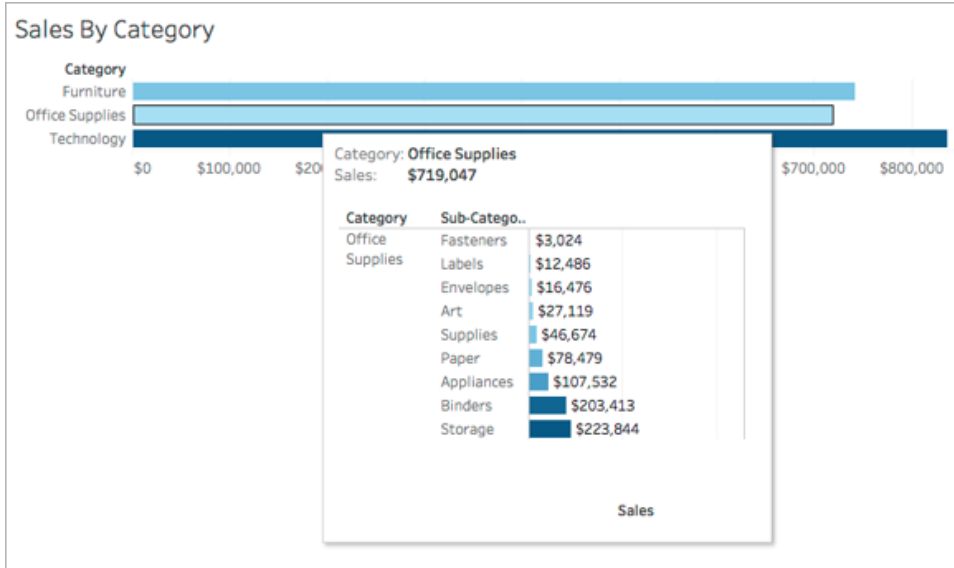 Sales By Category
Category
Furniture
Office Supplies
Technology
$0 $100,000 $700,000 $800,000
Category: Office Supplies
Sales: $719,047
Category Sub-Catego..
Office Supplies
Fasteners $3,024
Labels $12,486
Envelopes $16,476
Art $27,119
Supplies $46,674
Paper $78,479
Appliances $107,532
Binders $203,413
Storage $223,844
Sales